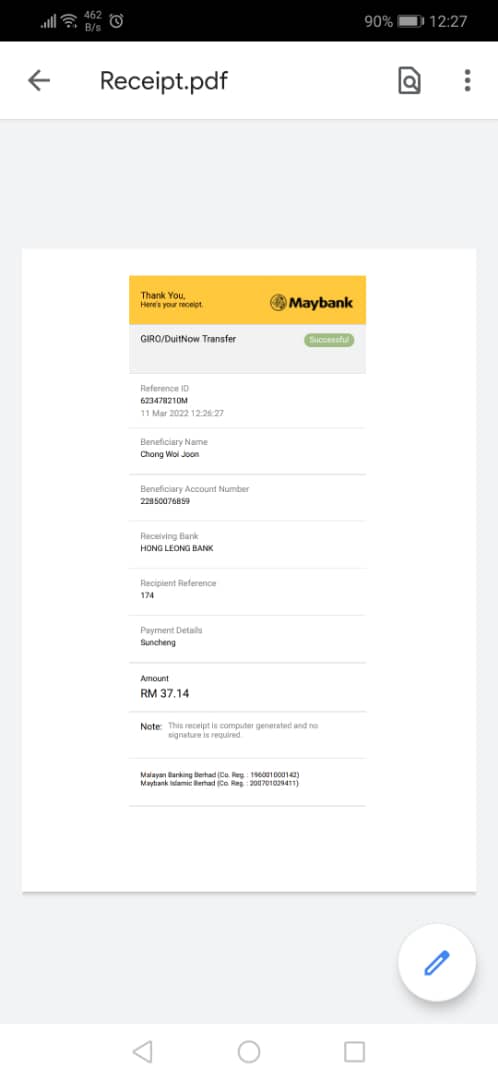 462
B/s
90%
12:27
Receipt.pdf
Thank You,
Here's your receipt.
Maybank
GIRO/DuitNow Transfer
Successful
Reference ID
623478210M
11 Mar 2022 12:26:27
Beneficiary Name
Chong Woi Joon
Beneficiary Account Number
22850076859
Receiving Bank
HONG LEONG BANK
Recipient Reference
174
Payment Details
Suncheng
Amount
RM 37.14
Note: This receipt is computer generated and no
signature is required.
Malayan Banking Berhad (Co. Reg. : 196001000142)
Maybank Islamic Berhad (Co. Reg. : 200701029411)